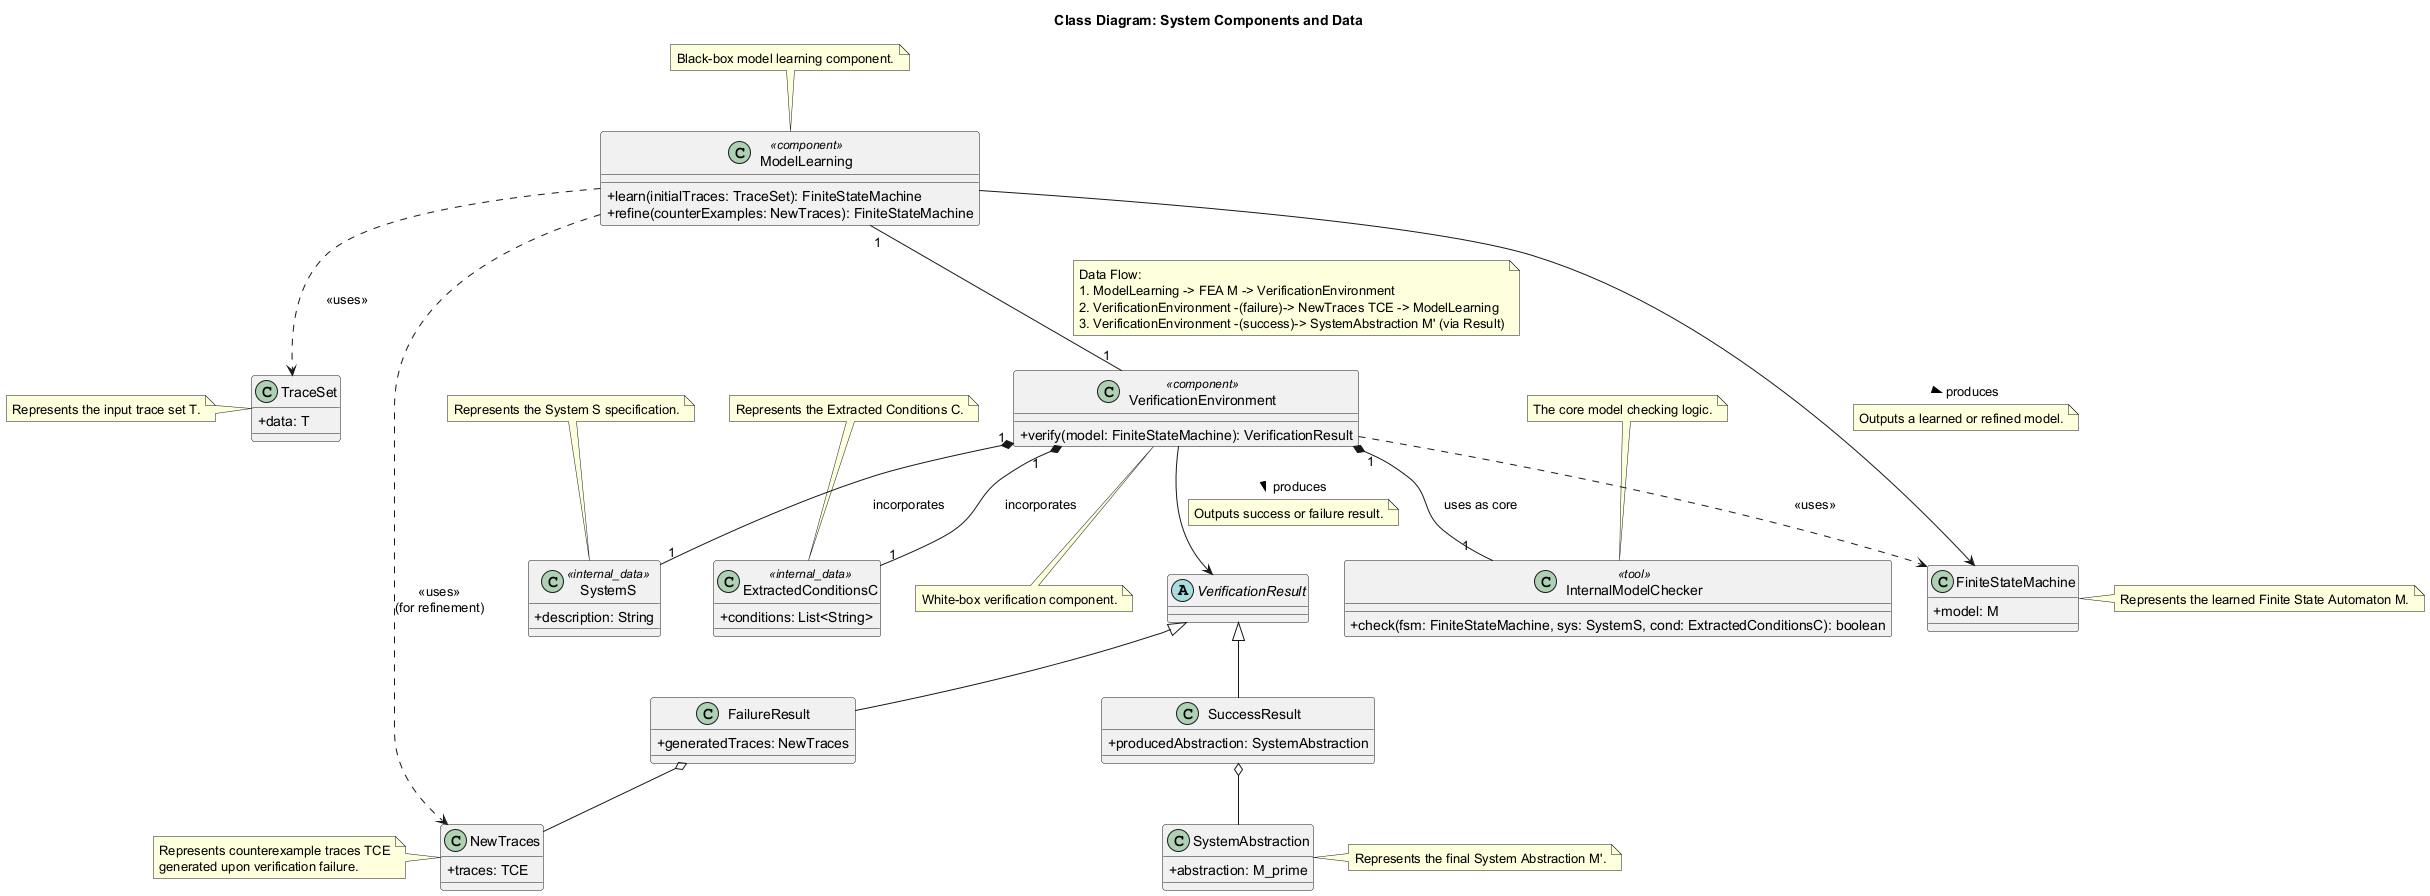 Class Diagram: System Components and Data
Black-box model learning component.
C
«component»
ModelLearning
+learn(initialTraces: TraceSet): FiniteStateMachine
+refine(counterExamples: NewTraces): FiniteStateMachine
1
Data Flow:
1. ModelLearning -> FEA M -> VerificationEnvironment
2. VerificationEnvironment -(failure)-> NewTraces TCE -> ModelLearning
3. VerificationEnvironment -(success)-> SystemAbstraction M' (via Result)
«uses»
1
produces
Outputs a learned or refined model.
Represents the input trace set T.
C TraceSet
+data: T
Represents the System S specification.
Represents the Extracted Conditions C.
C
«component»
VerificationEnvironment
+verify(model: FiniteStateMachine): VerificationResult
The core model checking logic.
1
1
1
produces
Outputs success or failure result.
incorporates
incorporates
uses as core
«uses»
1
1
1
«uses»
(for refinement)
C
«internal_data»
SystemS
+description: String
C
«internal_data»
ExtractedConditionsC
+conditions: List<String>
White-box verification component.
A VerificationResult
C
«tool»
InternalModelChecker
+check(fsm: FiniteStateMachine, sys: SystemS, cond: ExtractedConditionsC): boolean
C FiniteStateMachine
+model: M
Represents the learned Finite State Automaton M.
C FailureResult
+generatedTraces: NewTraces
C SuccessResult
+producedAbstraction: SystemAbstraction
Represents counterexample traces TCE
generated upon verification failure.
C NewTraces
+traces: TCE
C SystemAbstraction
+abstraction: M_prime
Represents the final System Abstraction M'.